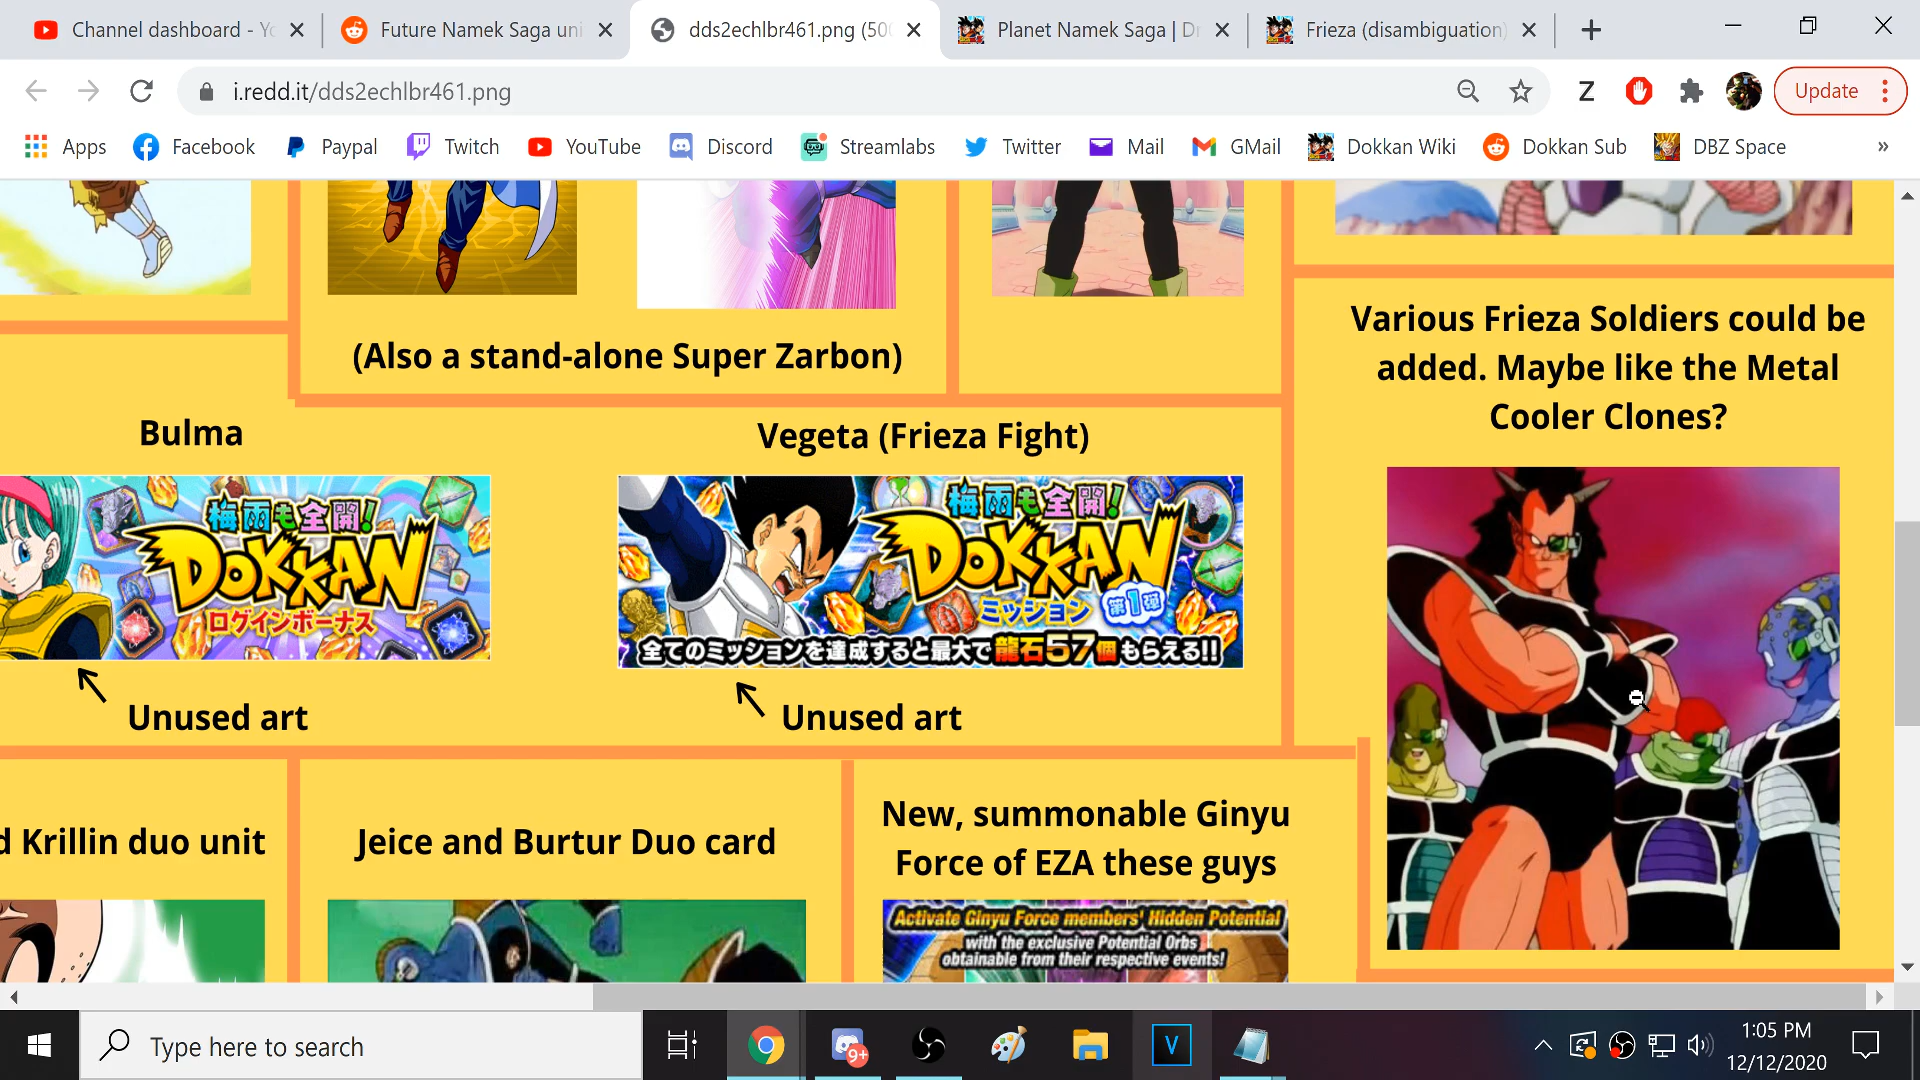 Channel dashboard - Yo
Future Namek Saga uni
dds2echlbr461.png (500
Planet Namek Saga | Dr
Frieza (disambiguation)
i.redd.it/dds2echlbr461.png
Z
Update
Apps
Facebook
Paypal
Twitch
YouTube
Discord
Streamlabs
Twitter
Mail
GMail
Dokkan Wiki
Dokkan Sub
DBZ Space
»
(Also a stand-alone Super Zarbon)
Various Frieza Soldiers could be
added. Maybe like the Metal
Cooler Clones?
Bulma
Vegeta (Frieza Fight)
梅雨も全開!
DOKKAN
ログインボーナス
梅雨も全開!
DOKKAN
ミッション 第1弾
全てのミッションを達成すると最大で龍石57個もらえる!!
Unused art
Unused art
d Krillin duo unit
Jeice and Burtur Duo card
New, summonable Ginyu
Force of EZA these guys
Activate Ginyu Force members' Hidden Potential
with the exclusive Potential Orbs
obtainable from their respective events!
Type here to search
9+
V
1:05 PM
12/12/2020